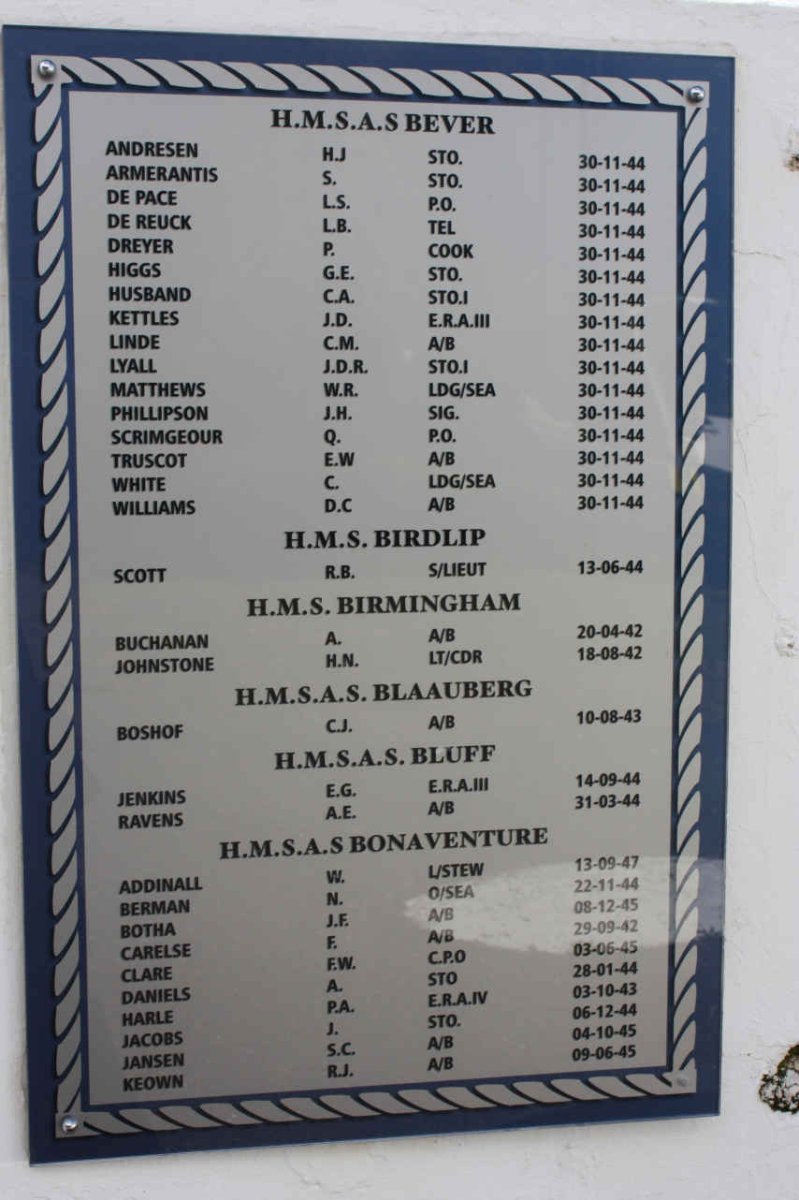 H.M.S.A.S BEVER
ANDRESEN H.J STO. 30-11-44
ARMERANTIS S. STO. 30-11-44
DE PACE L.S. P.O. 30-11-44
DE REUCK L.B. TEL 30-11-44
DREYER P. COOK 30-11-44
HIGGS G.E. STO. 30-11-44
HUSBAND C.A. STO.I 30-11-44
KETTLES J.D. E.R.A.III 30-11-44
LINDE C.M. A/B 30-11-44
LYALL J.D.R. STO.I 30-11-44
MATTHEWS W.R. LDG/SEA 30-11-44
PHILLIPSON J.H. SIG. 30-11-44
SCRIMGEOUR Q. P.O. 30-11-44
TRUSCOT E.W A/B 30-11-44
WHITE C. LDG/SEA 30-11-44
WILLIAMS D.C A/B 30-11-44
H.M.S. BIRDLIP
SCOTT R.B. S/LIEUT 13-06-44
H.M.S. BIRMINGHAM
BUCHANAN A. A/B 20-04-42
JOHNSTONE H.N. LT/CDR 18-08-42
H.M.S.A.S. BLAAUBERG
BOSHOF C.J. A/B 10-08-43
H.M.S.A.S. BLUFF
JENKINS E.G. E.R.A.III 14-09-44
RAVENS A.E. A/B 31-03-44
H.M.S.A.S BONAVENTURE
ADDINALL W. L/STEW 13-09-47
BERMAN N. O/SEA 22-11-44
BOTHA J.F. A/B 08-12-45
CARELSE F. A/B 29-09-42
CLARE F.W. C.P.O 03-06-45
DANIELS A. STO 28-01-44
HARLE P.A. E.R.A.IV 03-10-43
JACOBS J. STO. 06-12-44
JANSEN S.C. A/B 04-10-45
KEOWN R.J. A/B 09-06-45